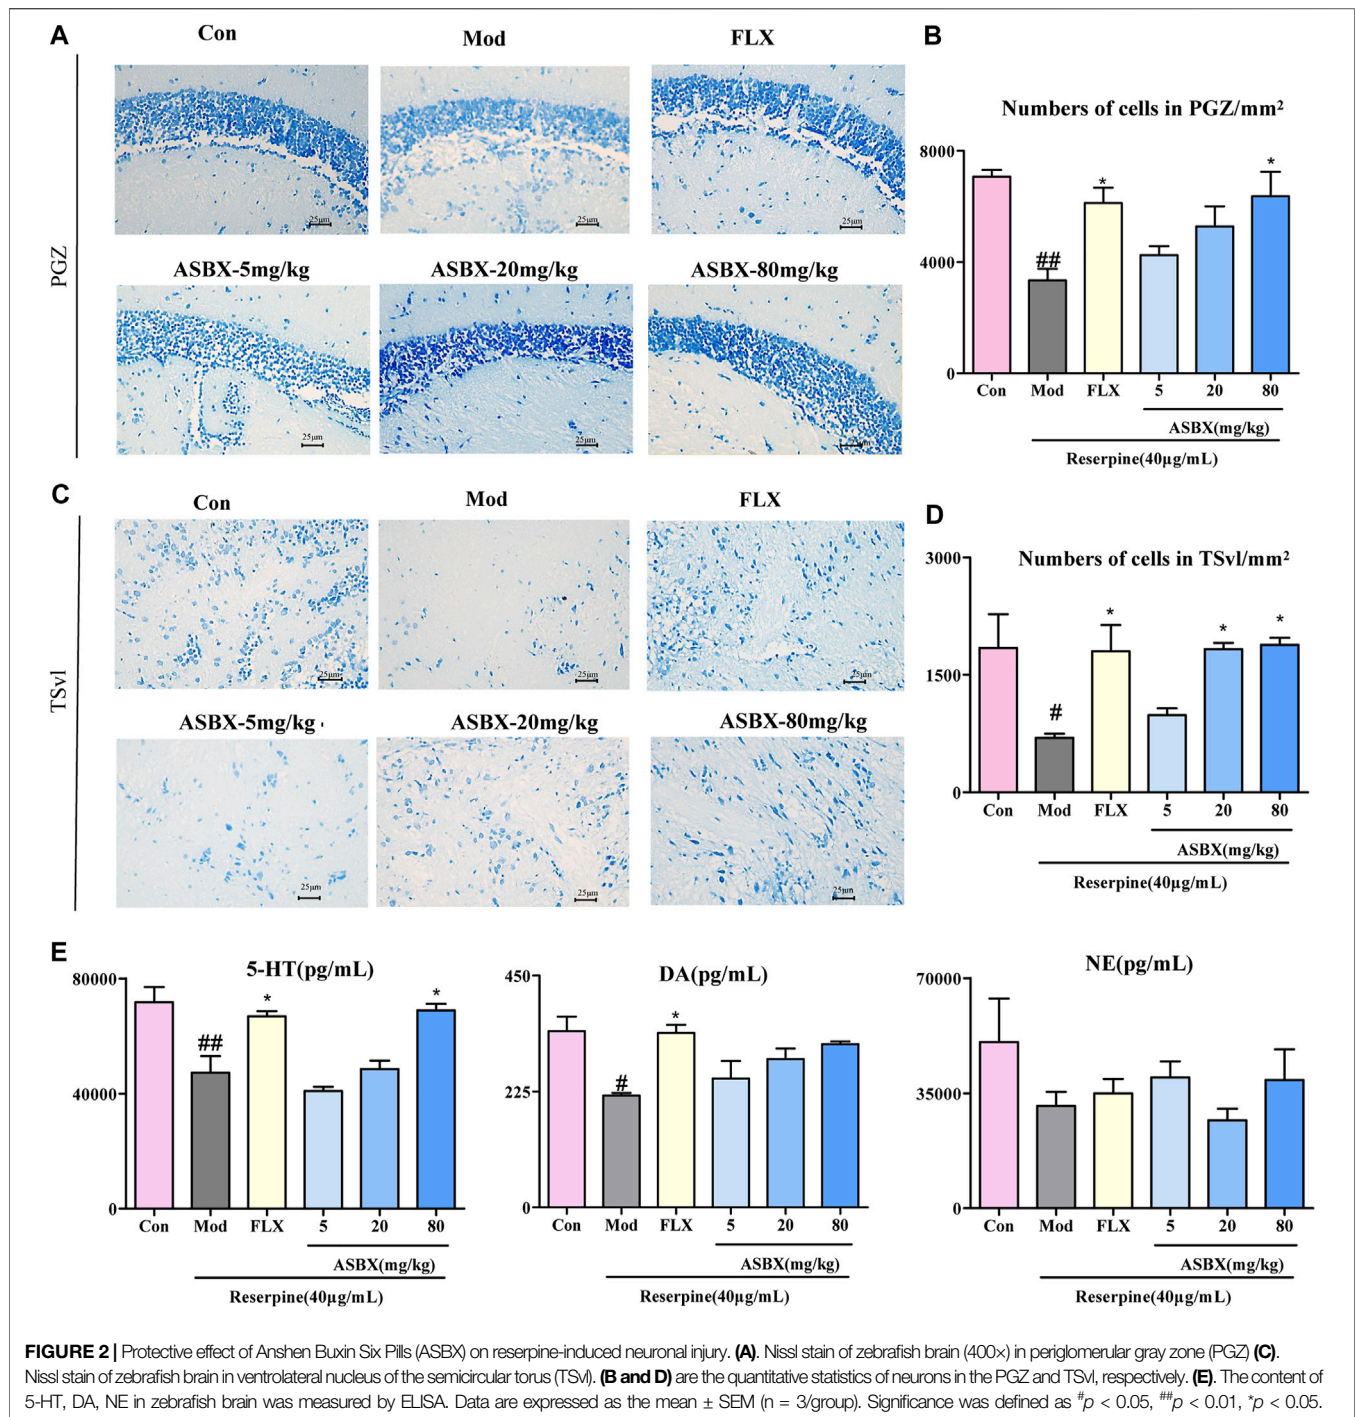 A
Con
Mod
FLX
25μm
25μm
25μm
PGZ
ASBX-5mg/kg
ASBX-20mg/kg
ASBX-80mg/kg
25μm
25μm
25μm
B
Numbers of cells in PGZ/mm²
8000
4000
0
##
*
*
Con
Mod
FLX
5
20
80
ASBX(mg/kg)
Reserpine(40μg/mL)
C
Con
Mod
FLX
25μm
25μm
25μm
TSvl
ASBX-5mg/kg
ASBX-20mg/kg
ASBX-80mg/kg
25μm
25μm
25μm
D
Numbers of cells in TSvl/mm²
3000
1500
0
#
*
*
*
Con
Mod
FLX
5
20
80
ASBX(mg/kg)
Reserpine(40μg/mL)
E
5-HT(pg/mL)
80000
40000
0
##
*
*
Con
Mod
FLX
5
20
80
ASBX(mg/kg)
Reserpine(40μg/mL)
DA(pg/mL)
450
225
0
#
*
Con
Mod
FLX
5
20
80
ASBX(mg/kg)
Reserpine(40μg/mL)
NE(pg/mL)
70000
35000
0
Con
Mod
FLX
5
20
80
ASBX(mg/kg)
Reserpine(40μg/mL)
FIGURE 2 | Protective effect of Anshen Buxin Six Pills (ASBX) on reserpine-induced neuronal injury. (A). Nissl stain of zebrafish brain (400×) in periglomerular gray zone (PGZ) (C).
Nissl stain of zebrafish brain in ventrolateral nucleus of the semicircular torus (TSvl). (B and D) are the quantitative statistics of neurons in the PGZ and TSvl, respectively. (E). The content of
5-HT, DA, NE in zebrafish brain was measured by ELISA. Data are expressed as the mean ± SEM (n = 3/group). Significance was defined as #p < 0.05, ##p < 0.01, *p < 0.05.